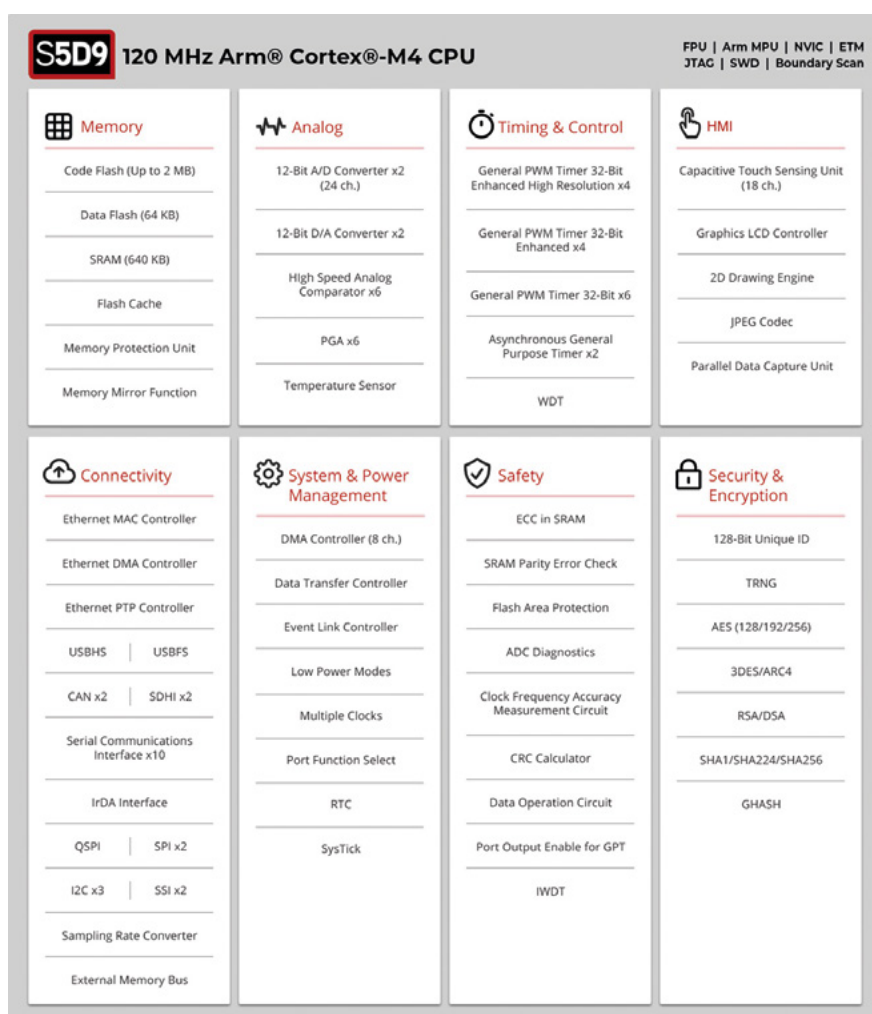 S5D9 120 MHz Arm® Cortex®-M4 CPU
FPU | Arm MPU | NVIC | ETM
JTAG | SWD | Boundary Scan
Memory
Code Flash (Up to 2 MB)
Data Flash (64 KB)
SRAM (640 KB)
Flash Cache
Memory Protection Unit
Memory Mirror Function
Analog
12-Bit A/D Converter x2
(24 ch.)
12-Bit D/A Converter x2
HIgh Speed Analog
Comparator x6
PGA x6
Temperature Sensor
Timing & Control
General PWM Timer 32-Bit
Enhanced High Resolution x4
General PWM Timer 32-Bit
Enhanced x4
General PWM Timer 32-Bit x6
Asynchronous General
Purpose Timer x2
WDT
HMI
Capacitive Touch Sensing Unit
(18 ch.)
Graphics LCD Controller
2D Drawing Engine
JPEG Codec
Parallel Data Capture Unit
Connectivity
Ethernet MAC Controller
Ethernet DMA Controller
Ethernet PTP Controller
USBHS | USBFS
CAN x2 | SDHI x2
Serial Communications
Interface x10
IrDA Interface
QSPI | SPI x2
I2C x3 | SSI x2
Sampling Rate Converter
External Memory Bus
System & Power
Management
DMA Controller (8 ch.)
Data Transfer Controller
Event Link Controller
Low Power Modes
Multiple Clocks
Port Function Select
RTC
SysTick
Safety
ECC in SRAM
SRAM Parity Error Check
Flash Area Protection
ADC Diagnostics
Clock Frequency Accuracy
Measurement Circuit
CRC Calculator
Data Operation Circuit
Port Output Enable for GPT
IWDT
Security &
Encryption
128-Bit Unique ID
TRNG
AES (128/192/256)
3DES/ARC4
RSA/DSA
SHA1/SHA224/SHA256
GHASH